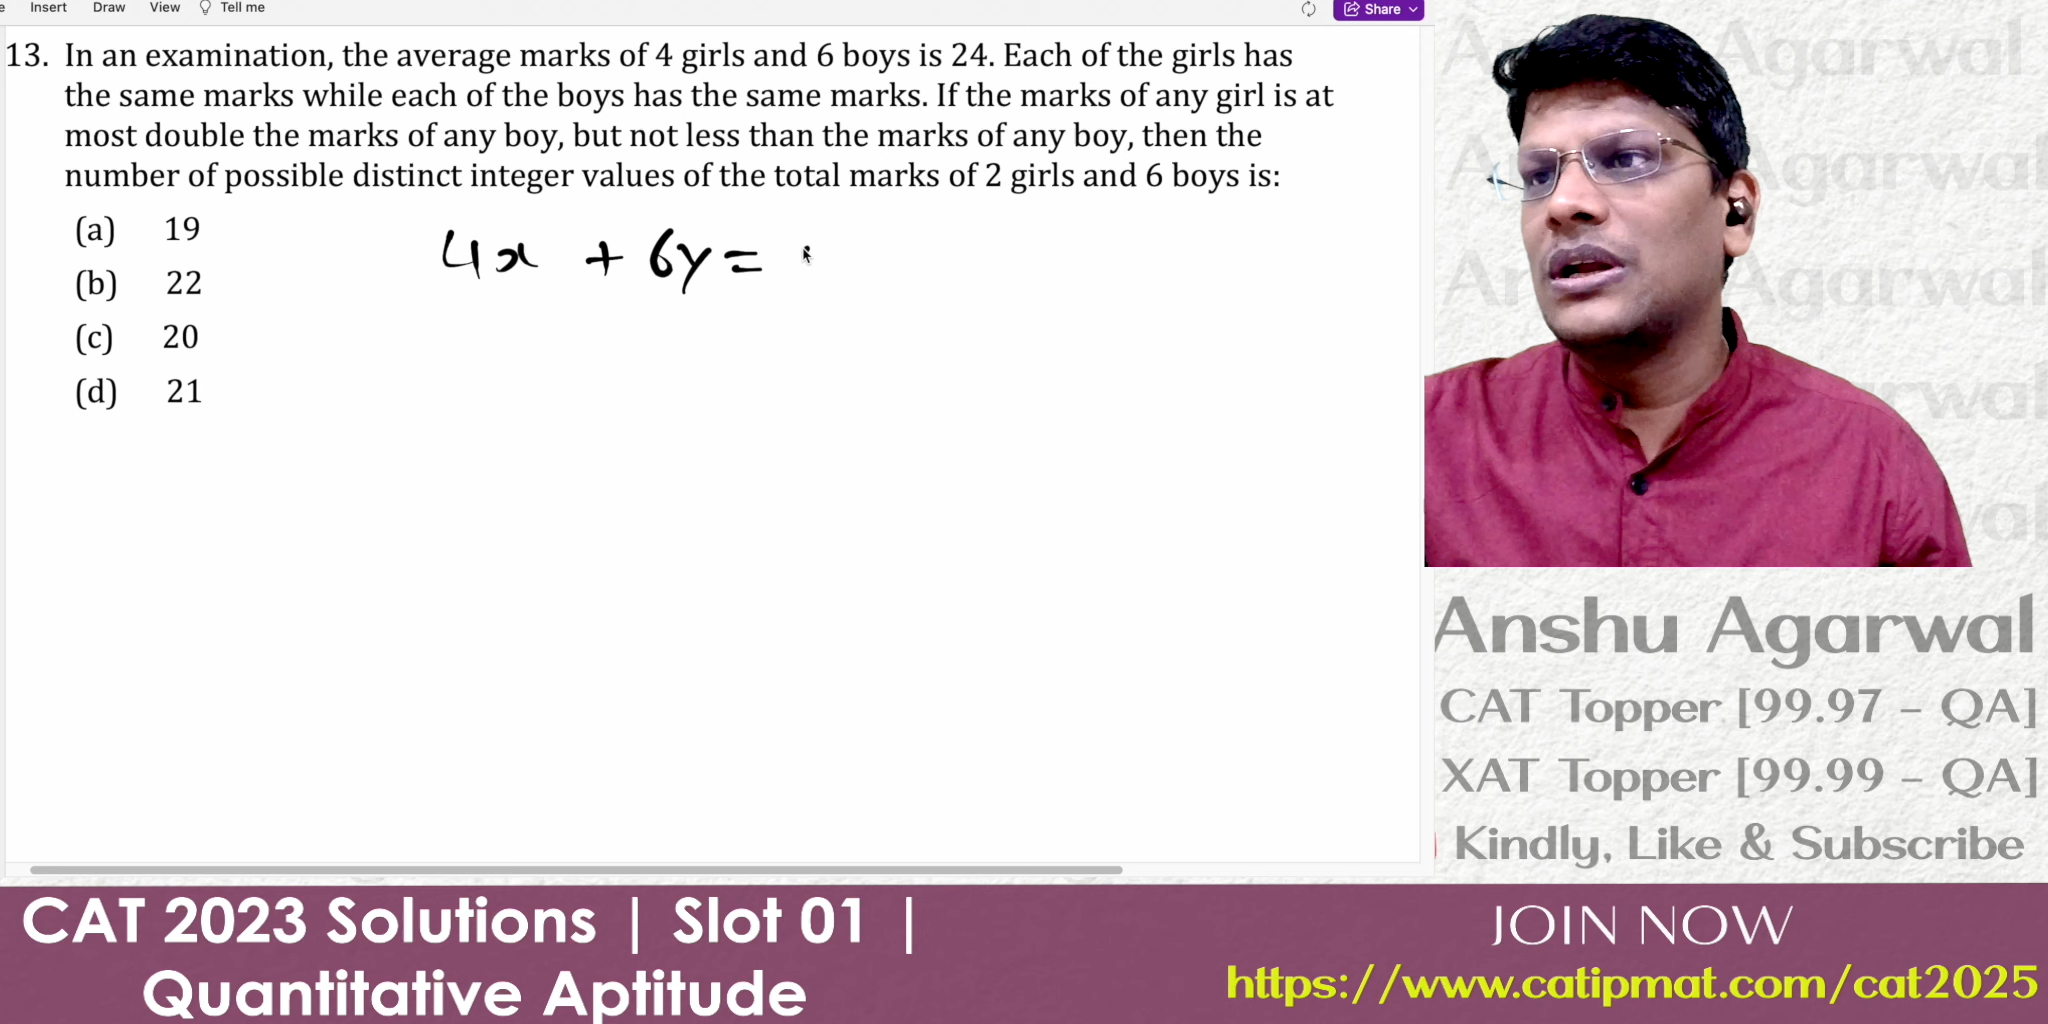 Insert Draw View Tell me Share
13. In an examination, the average marks of 4 girls and 6 boys is 24. Each of the girls has
the same marks while each of the boys has the same marks. If the marks of any girl is at
most double the marks of any boy, but not less than the marks of any boy, then the
number of possible distinct integer values of the total marks of 2 girls and 6 boys is:
(a) 19
(b) 22
(c) 20
(d) 21
4x + 6y =
Agarwal
Agarwal
Agarwal
Anshu Agarwal
CAT Topper [99.97 – QA]
XAT Topper [99.99 – QA]
Kindly, Like & Subscribe
CAT 2023 Solutions | Slot 01 |
Quantitative Aptitude
JOIN NOW
https://www.catipmat.com/cat2025